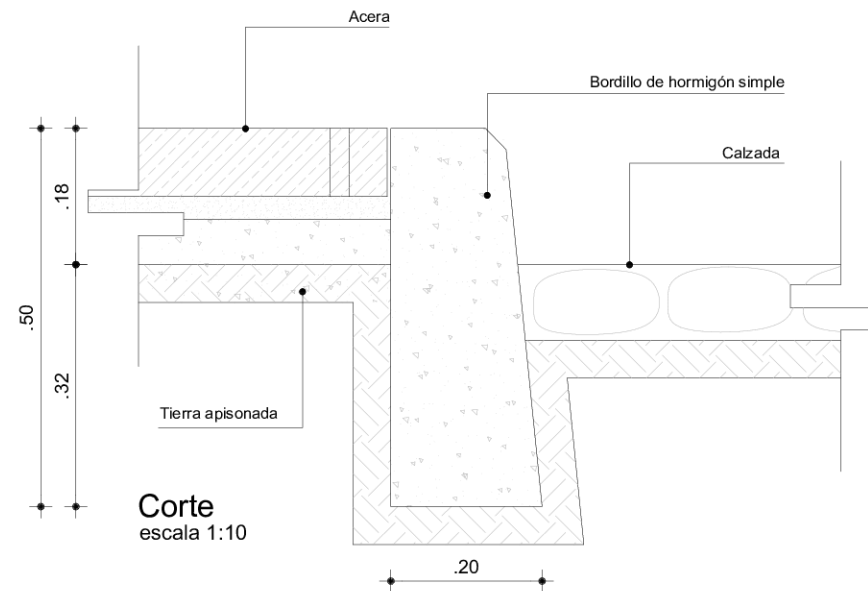 Acera
Bordillo de hormigón simple
Calzada
.18
.50
.32
Tierra apisonada
Corte
escala 1:10
.20